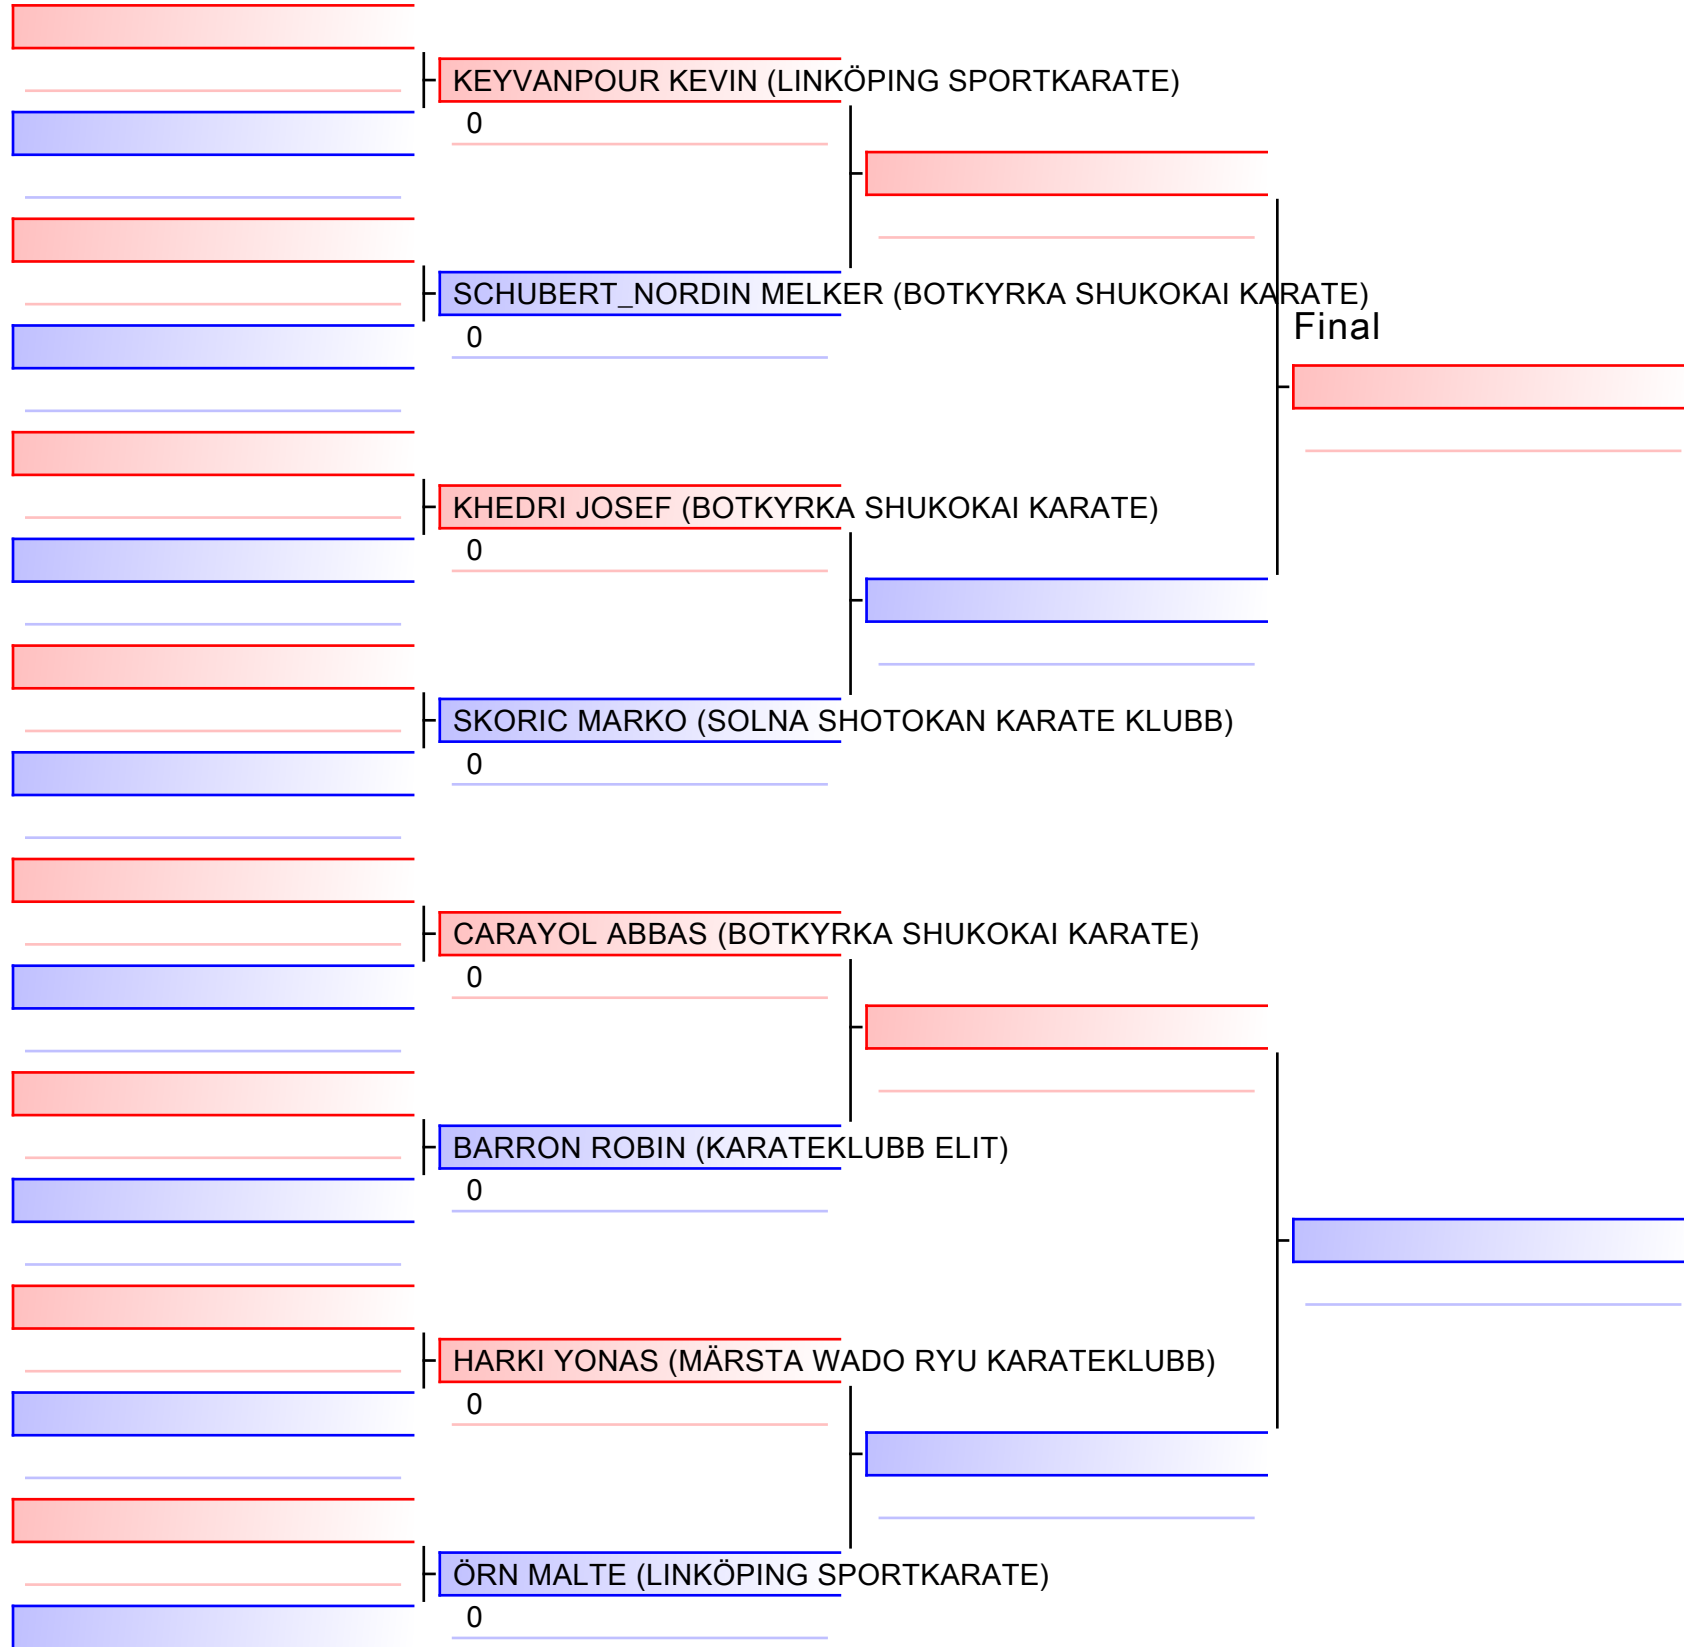 KEYVANPOUR KEVIN (LINKÖPING SPORTKARATE)
0
SCHUBERT_NORDIN MELKER (BOTKYRKA SHUKOKAI KARATE)
0
Final
KHEDRI JOSEF (BOTKYRKA SHUKOKAI KARATE)
0
SKORIC MARKO (SOLNA SHOTOKAN KARATE KLUBB)
0
CARAYOL ABBAS (BOTKYRKA SHUKOKAI KARATE)
0
BARRON ROBIN (KARATEKLUBB ELIT)
0
HARKI YONAS (MÄRSTA WADO RYU KARATEKLUBB)
0
ÖRN MALTE (LINKÖPING SPORTKARATE)
0